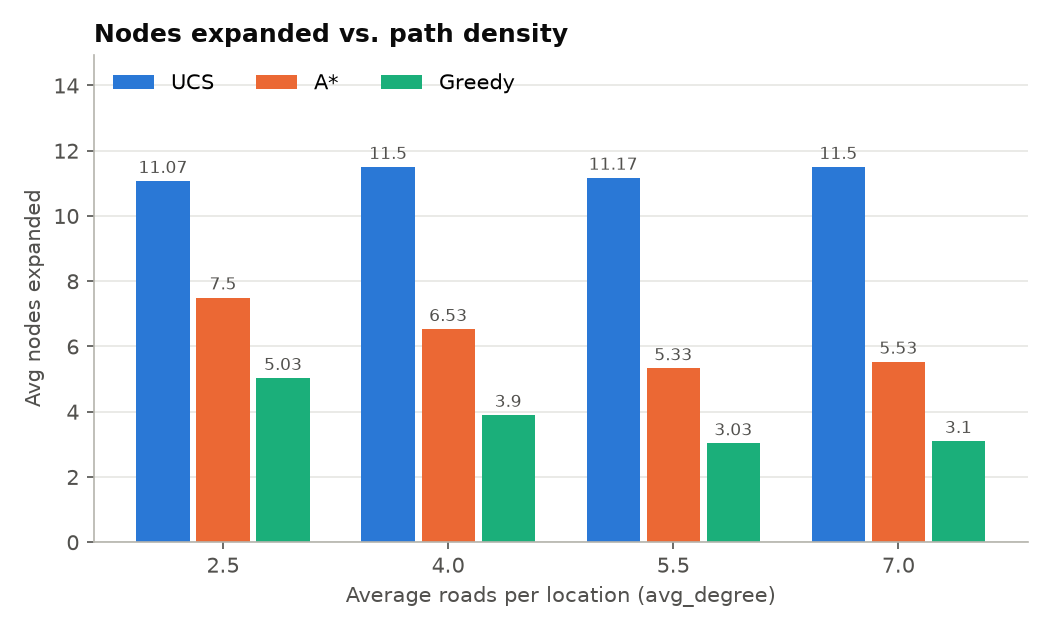 Nodes expanded vs. path density
UCS A* Greedy
Avg nodes expanded
14
12
10
8
6
4
2
0
11.07 7.5 5.03
11.5 6.53 3.9
11.17 5.33 3.03
11.5 5.53 3.1
2.5 4.0 5.5 7.0
Average roads per location (avg_degree)